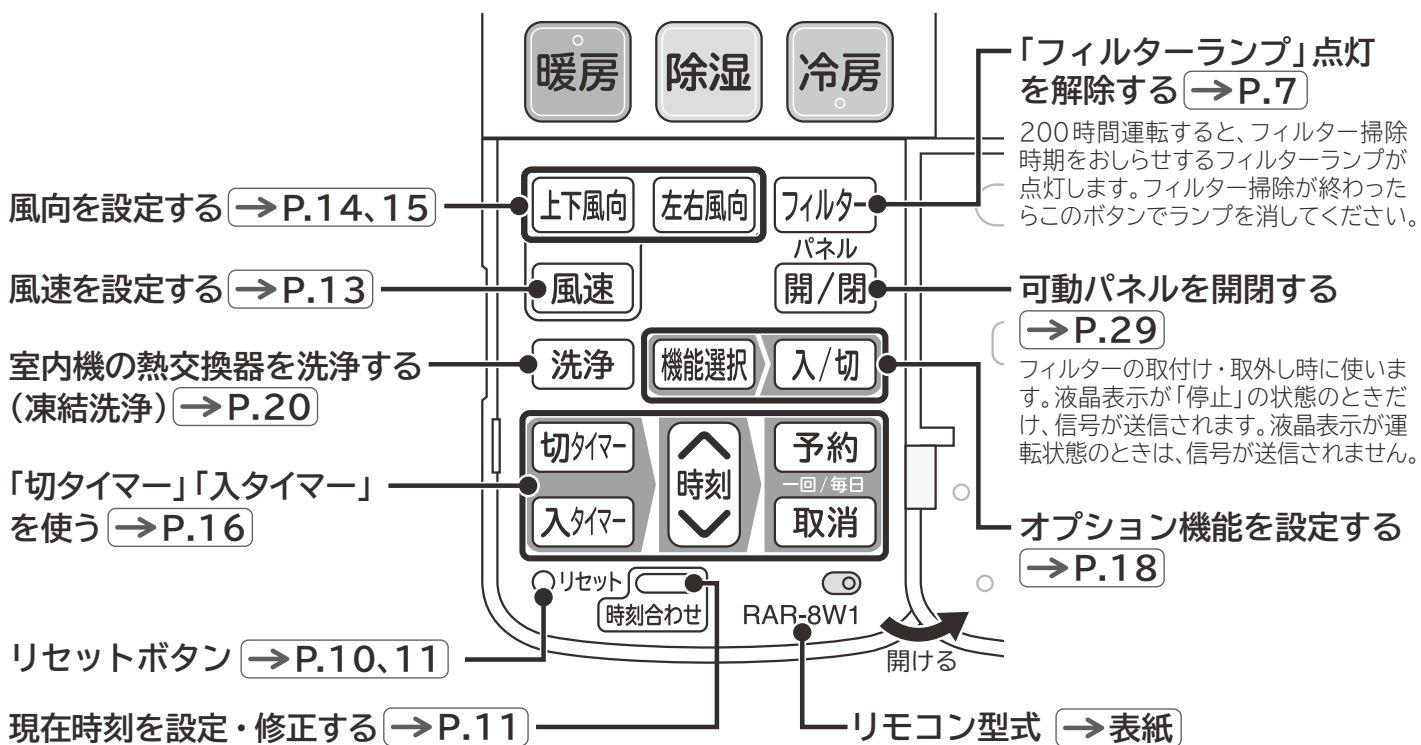 暖房 除湿 冷房
風向を設定する →P.14、15
風速を設定する →P.13
室内機の熱交換器を洗浄する
（凍結洗浄） →P.20
「切タイマー」「入タイマー」
を使う →P.16
リセットボタン →P.10、11
現在時刻を設定・修正する →P.11
上下風向 左右風向 フィルター
パネル
風速 開/閉
洗浄 機能選択 入/切
切タイマー 予約
時刻 一回/毎日
入タイマー 取消
リセット
時刻合わせ RAR-8W1
開ける
「フィルターランプ」点灯
を解除する →P.7
200時間運転すると、フィルター掃除
時期をおしらせするフィルターランプが
点灯します。フィルター掃除が終わった
らこのボタンでランプを消してください。
可動パネルを開閉する
→P.29
フィルターの取付け・取外し時に使いま
す。液晶表示が「停止」の状態のときだ
け、信号が送信されます。液晶表示が運
転状態のときは、信号が送信されません。
オプション機能を設定する
→P.18
リモコン型式 →表紙